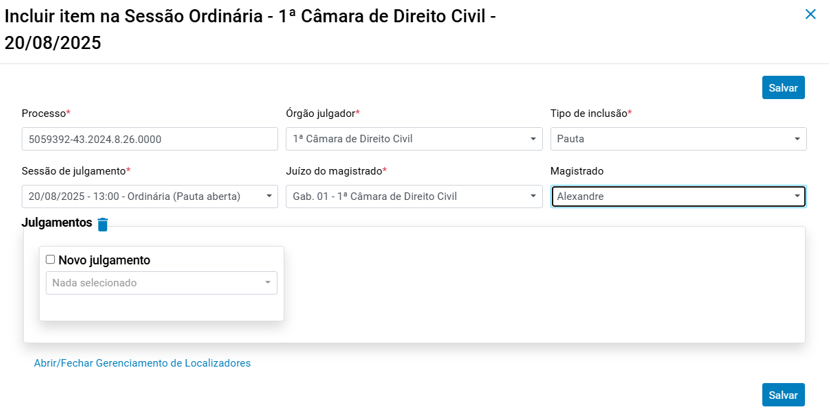 Incluir item na Sessão Ordinária - 1ª Câmara de Direito Civil -
20/08/2025
Salvar
Processo* Órgão julgador* Tipo de inclusão*
5059392-43.2024.8.26.0000 1ª Câmara de Direito Civil Pauta
Sessão de julgamento* Juízo do magistrado* Magistrado
20/08/2025 - 13:00 - Ordinária (Pauta aberta) Gab. 01 - 1ª Câmara de Direito Civil Alexandre
Julgamentos
Novo julgamento
Nada selecionado
Abrir/Fechar Gerenciamento de Localizadores
Salvar